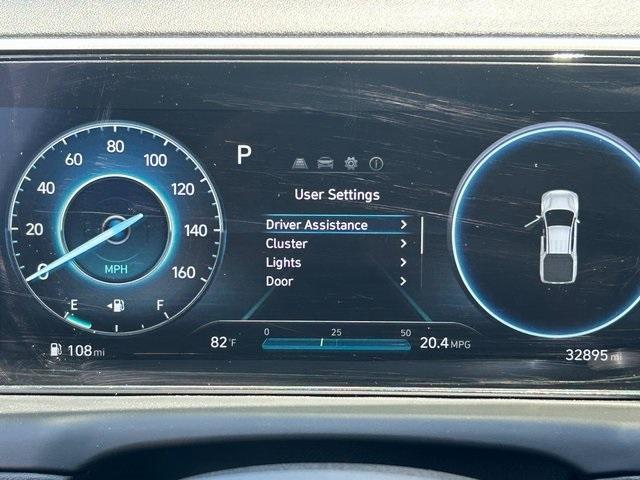 P
User Settings
Driver Assistance
Cluster
Lights
Door
0
20
40
60
80
100
120
140
160
MPH
E
F
108 mi
82°F
0
25
50
20.4 MPG
32895 mi